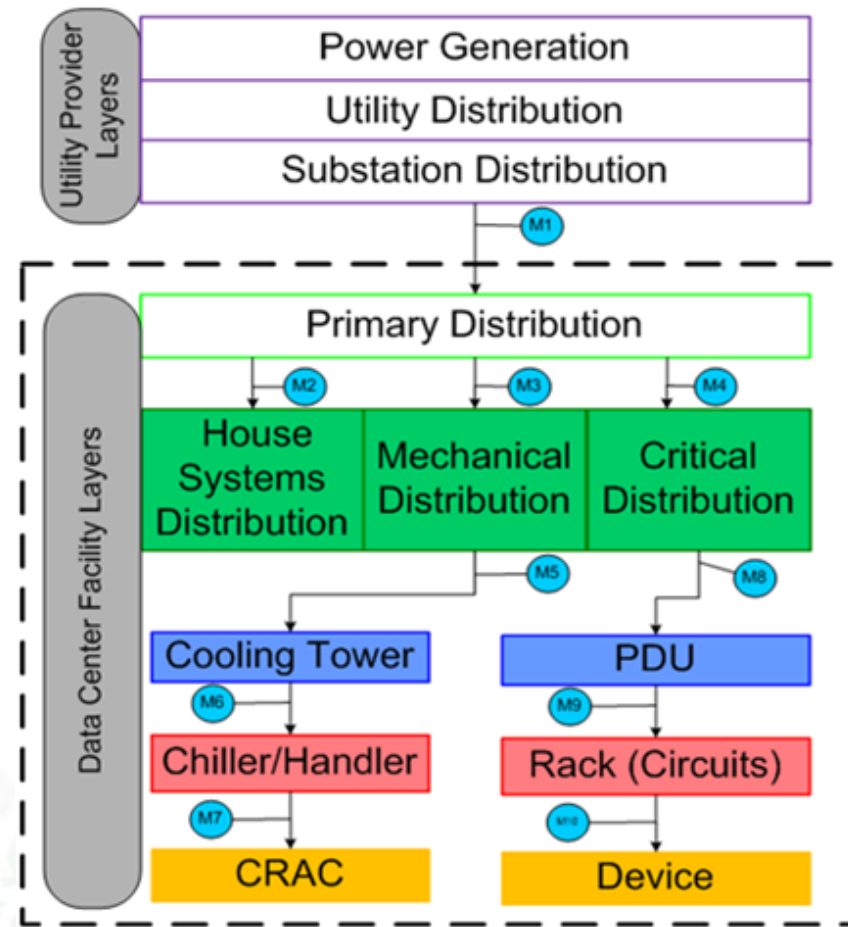 Utility Provider
Layers
Power Generation
Utility Distribution
Substation Distribution
M1
Data Center Facility Layers
Primary Distribution
M2
M3
M4
House
Systems
Distribution
Mechanical
Distribution
Critical
Distribution
M5
M8
Cooling Tower
PDU
M6
M9
Chiller/Handler
Rack (Circuits)
M7
M10
CRAC
Device